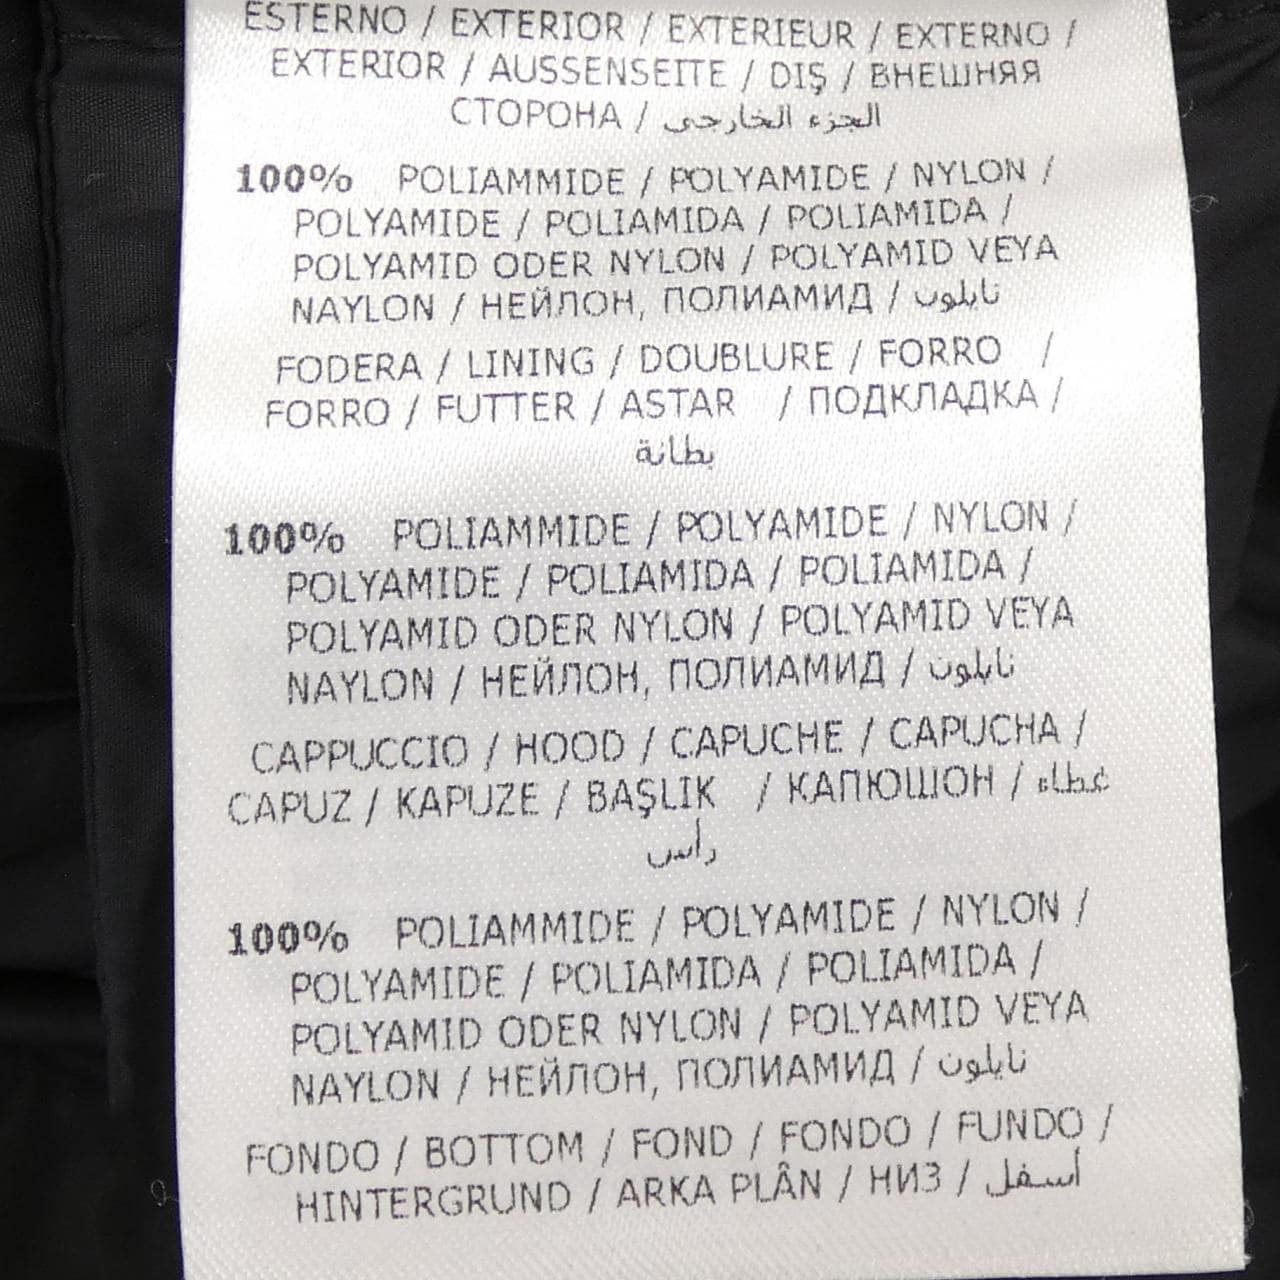 ESTERNO / EXTERIOR / EXTERIEUR / EXTERNO /
EXTERIOR / AUSSENSEITE / DIŞ / ВНЕШНЯЯ
СТОРОНА / الجزء الخارجي
100% POLIAMMIDE / POLYAMIDE / NYLON /
POLYAMIDE / POLIAMIDA / POLIAMIDA /
POLYAMID ODER NYLON / POLYAMID VEYA
NAYLON / НЕЙЛОН, ПОЛИАМИД / نايلون
FODERA / LINING / DOUBLURE / FORRO /
FORRO / FUTTER / ASTAR / ПОДКЛАДКА /
بطانة
100% POLIAMMIDE / POLYAMIDE / NYLON /
POLYAMIDE / POLIAMIDA / POLIAMIDA /
POLYAMID ODER NYLON / POLYAMID VEYA
NAYLON / НЕЙЛОН, ПОЛИАМИД / نايلون
CAPPUCCIO / HOOD / CAPUCHE / CAPUCHA /
CAPUZ / KAPUZE / BAŞLIK / КАПЮШОН / غطاء
رأس
100% POLIAMMIDE / POLYAMIDE / NYLON /
POLYAMIDE / POLIAMIDA / POLIAMIDA /
POLYAMID ODER NYLON / POLYAMID VEYA
NAYLON / НЕЙЛОН, ПОЛИАМИД / نايلون
FONDO / BOTTOM / FOND / FONDO / FUNDO /
HINTERGRUND / ARKA PLÂN / НИЗ / أسفل